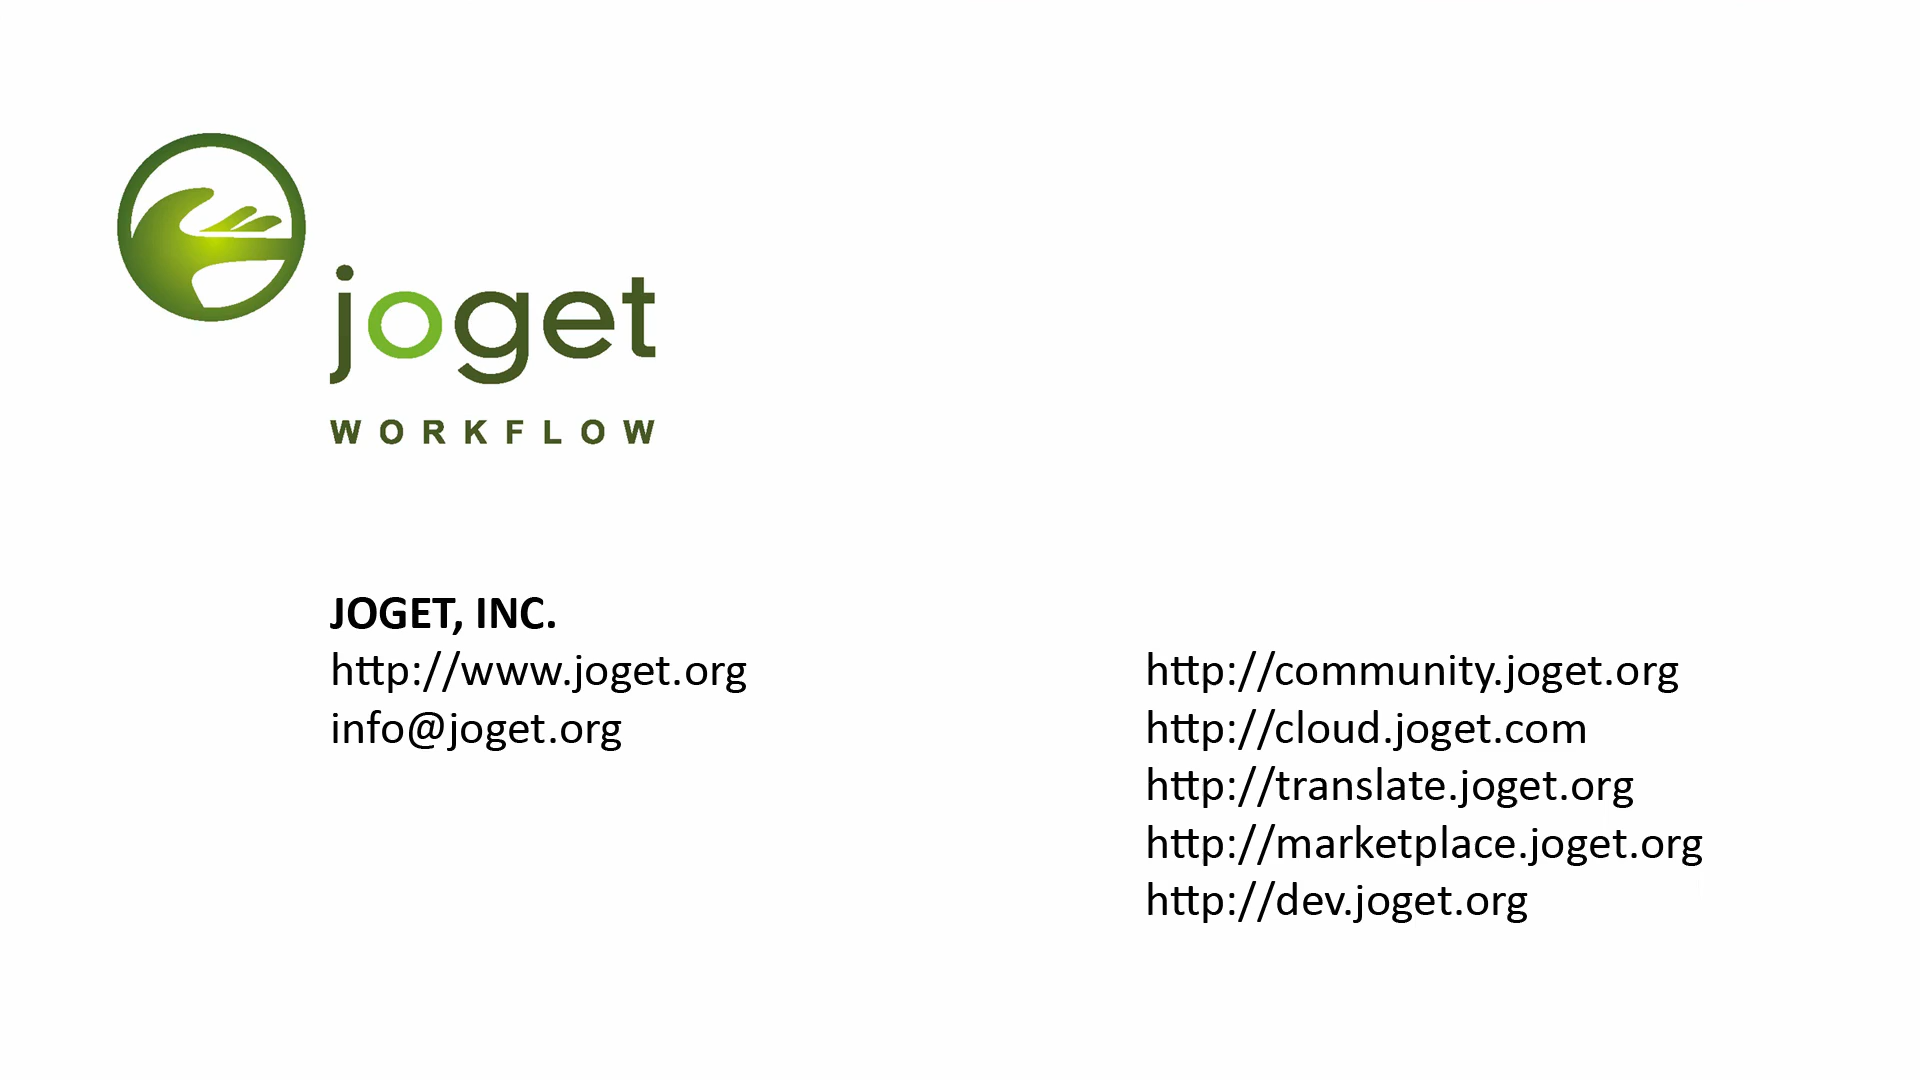 joget
WORKFLOW
JOGET, INC.
http://www.joget.org
info@joget.org
http://community.joget.org
http://cloud.joget.com
http://translate.joget.org
http://marketplace.joget.org
http://dev.joget.org